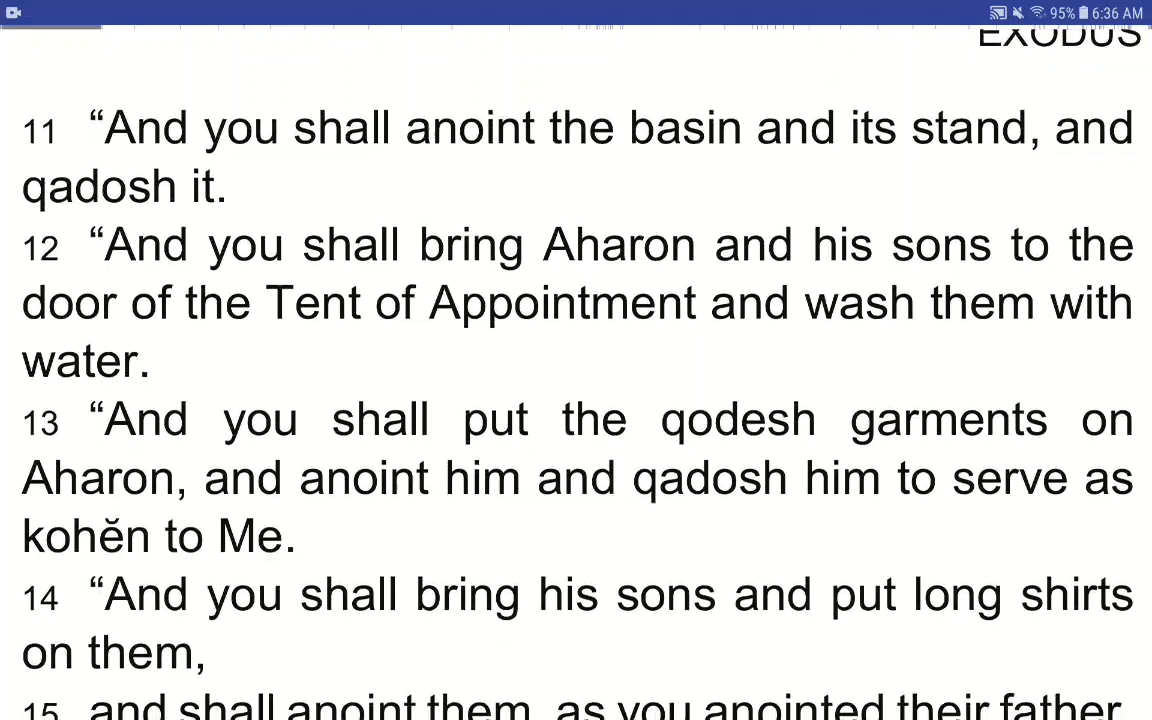 95% 6:36 AM
EXODUS
11 “And you shall anoint the basin and its stand, and
qadosh it.
12 “And you shall bring Aharon and his sons to the
door of the Tent of Appointment and wash them with
water.
13 “And you shall put the qodesh garments on
Aharon, and anoint him and qadosh him to serve as
kohĕn to Me.
14 “And you shall bring his sons and put long shirts
on them,
15 and shall anoint them, as you anointed their father,